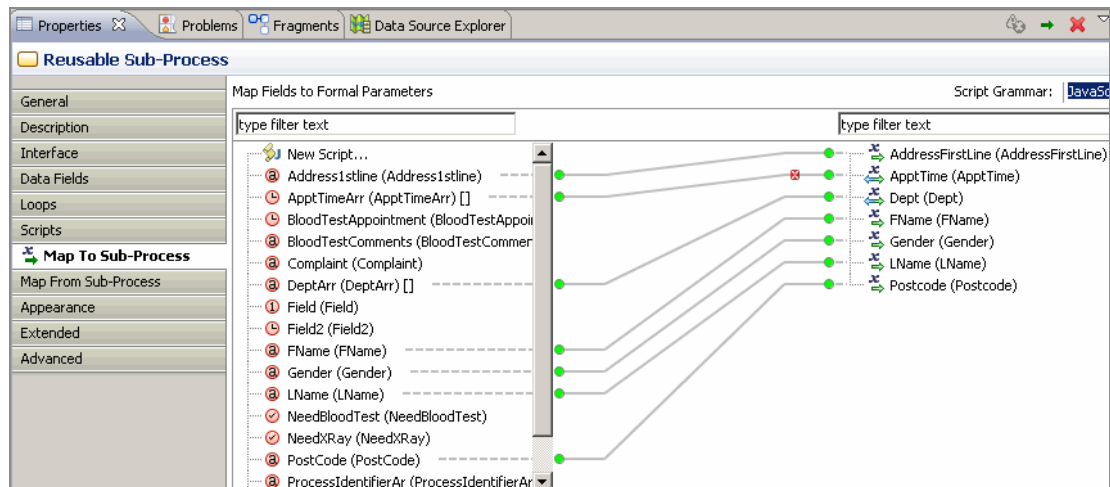 Properties Problems Fragments Data Source Explorer
Reusable Sub-Process
General
Description
Interface
Data Fields
Loops
Scripts
Map To Sub-Process
Map From Sub-Process
Appearance
Extended
Advanced
Map Fields to Formal Parameters
Script Grammar: JavaSc
type filter text
New Script...
Address1stline (Address1stline)
ApptTimeArr (ApptTimeArr) []
BloodTestAppointment (BloodTestAppoi
BloodTestComments (BloodTestCommer
Complaint (Complaint)
DeptArr (DeptArr) []
Field (Field)
Field2 (Field2)
FName (FName)
Gender (Gender)
LName (LName)
NeedBloodTest (NeedBloodTest)
NeedXRay (NeedXRay)
PostCode (PostCode)
ProcessIdentifierAr (ProcessIdentifierAr
type filter text
AddressFirstLine (AddressFirstLine)
ApptTime (ApptTime)
Dept (Dept)
FName (FName)
Gender (Gender)
LName (LName)
Postcode (Postcode)